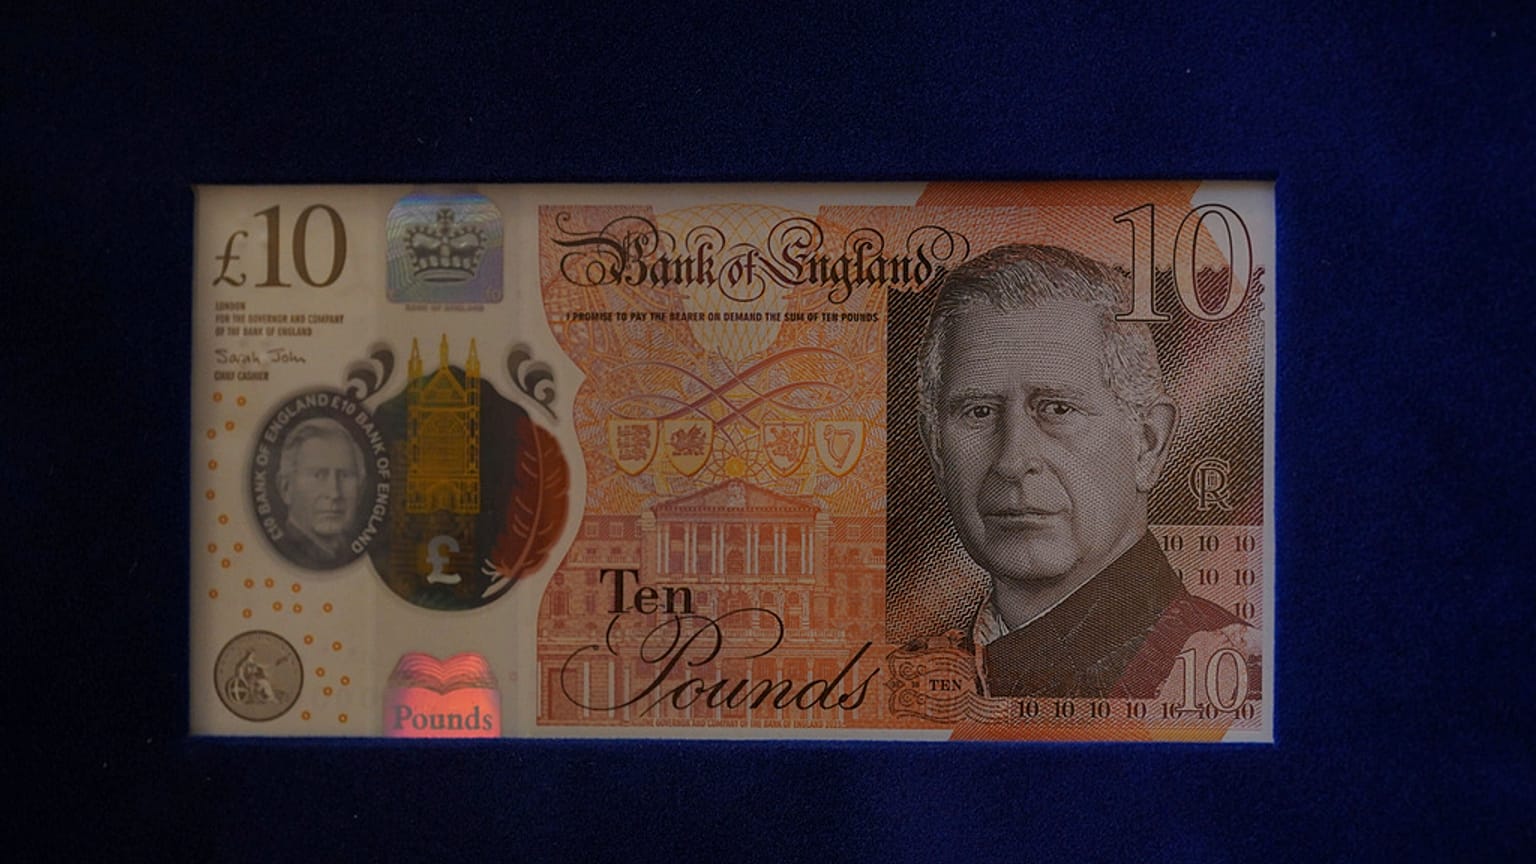 £10
LONDON
FOR THE GOVERNOR AND COMPANY
OF THE BANK OF ENGLAND
Sarah John
CHIEF CASHIER
BANK OF ENGLAND
£10 BANK OF ENGLAND £10 BANK OF ENGLAND
£
Pounds
Bank of England
I PROMISE TO PAY THE BEARER ON DEMAND THE SUM OF TEN POUNDS
Ten
Pounds
10
CR
10 10 10
10 10
10
TEN
10
10 10 10 10 10 10 10